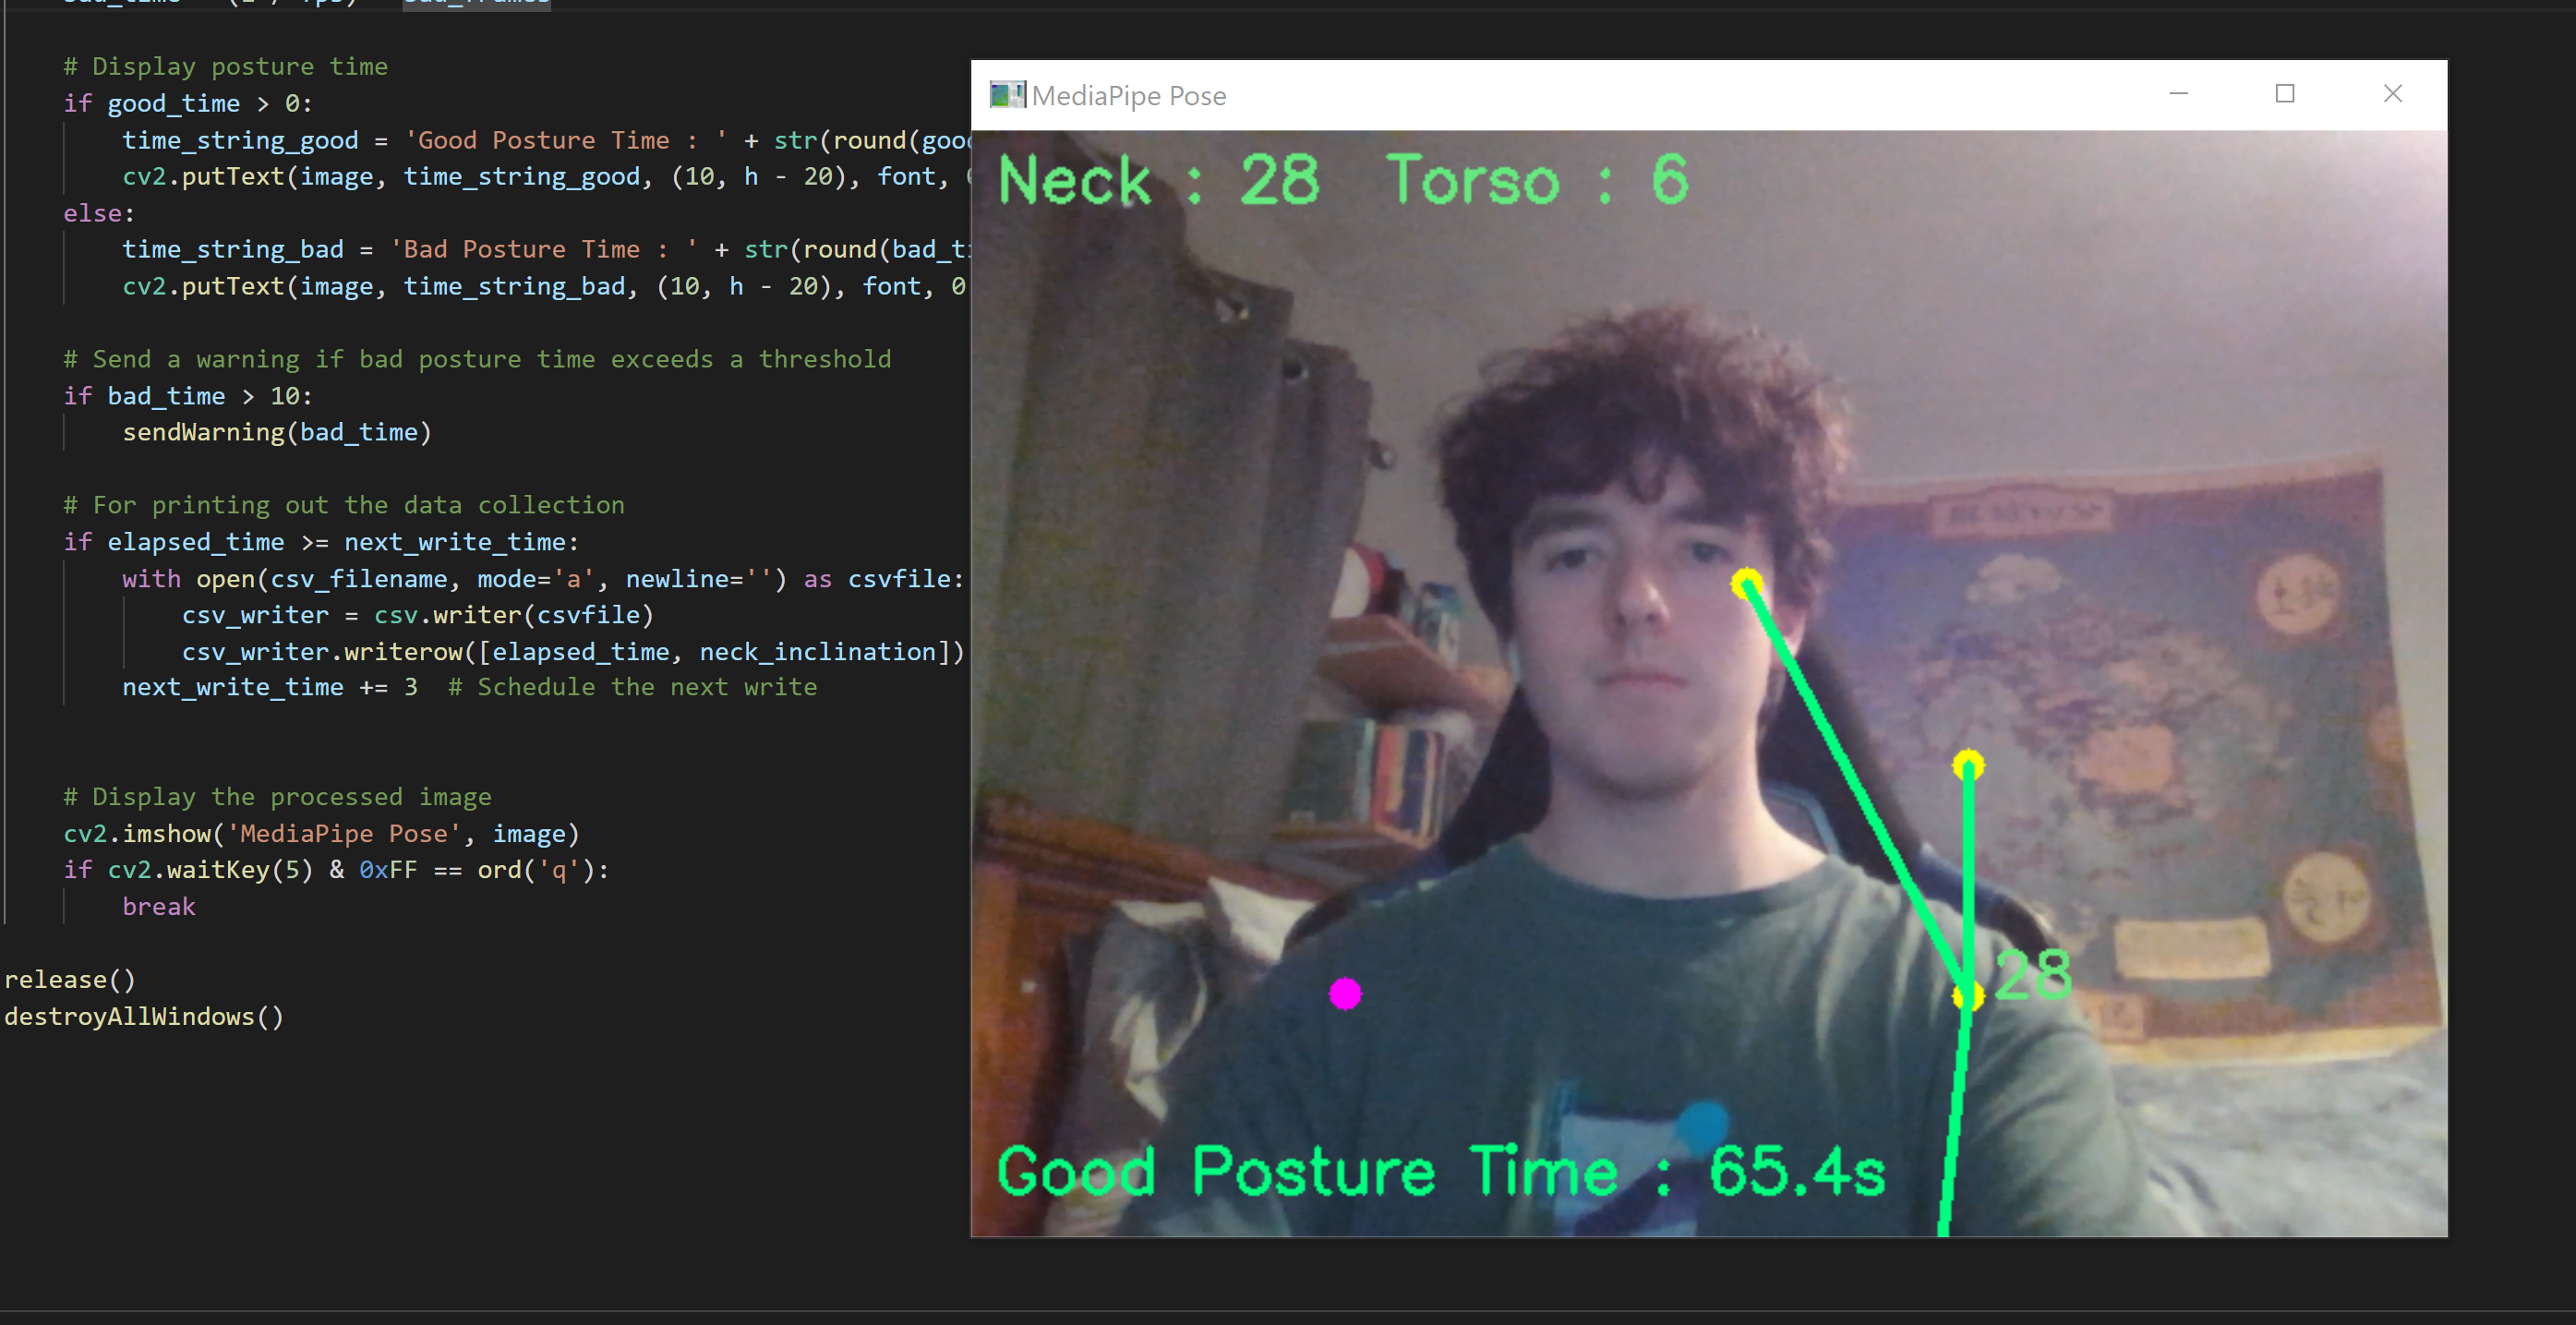 # Display posture time
if good_time > 0:
time_string_good = 'Good Posture Time : ' + str(round(good
cv2.putText(image, time_string_good, (10, h - 20), font,
else:
time_string_bad = 'Bad Posture Time : ' + str(round(bad_ti
cv2.putText(image, time_string_bad, (10, h - 20), font, 0
# Send a warning if bad posture time exceeds a threshold
if bad_time > 10:
sendWarning(bad_time)
# For printing out the data collection
if elapsed_time >= next_write_time:
with open(csv_filename, mode='a', newline='') as csvfile:
csv_writer = csv.writer(csvfile)
csv_writer.writerow([elapsed_time, neck_inclination])
next_write_time += 3  # Schedule the next write
# Display the processed image
cv2.imshow('MediaPipe Pose', image)
if cv2.waitKey(5) & 0xFF == ord('q'):
break
release()
destroyAllWindows()
MediaPipe Pose
Neck : 28  Torso : 6
28
Good Posture Time : 65.4s